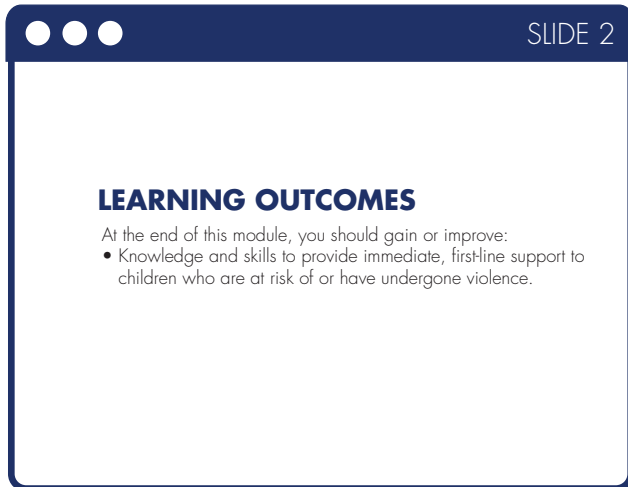 SLIDE 2
LEARNING OUTCOMES
At the end of this module, you should gain or improve:
• Knowledge and skills to provide immediate, first-line support to
children who are at risk of or have undergone violence.